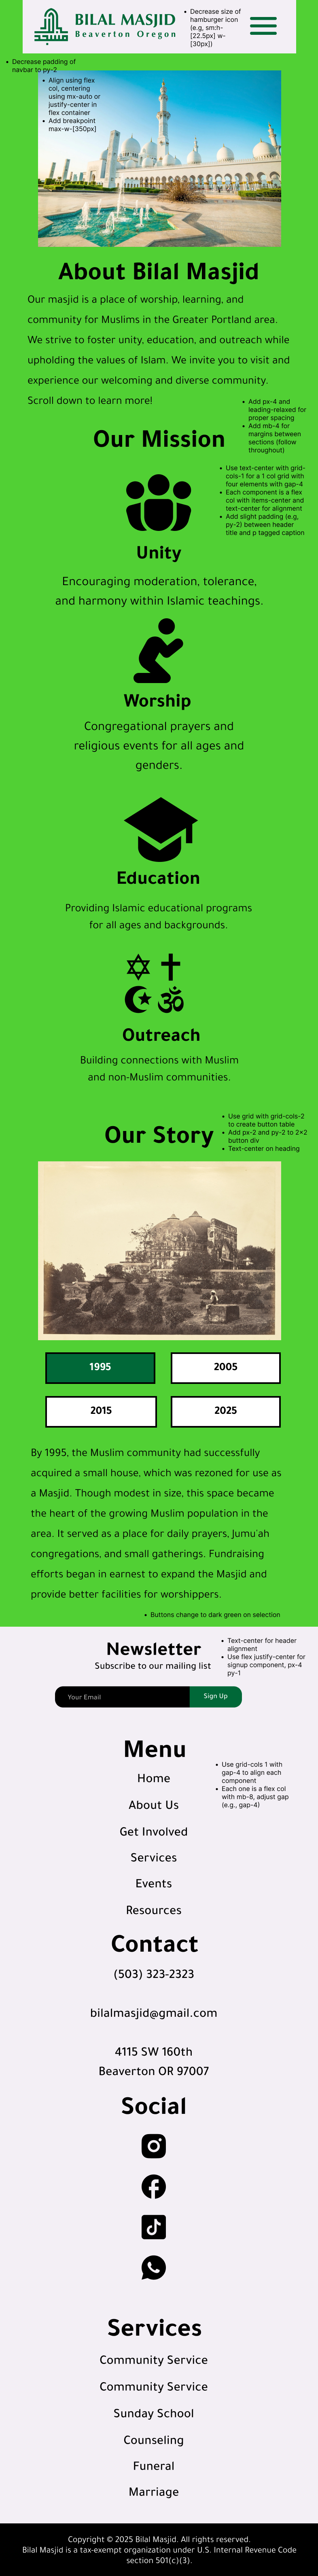 BILAL MASJID
Beaverton Oregon
• Decrease size of
hamburger icon
(e.g, sm:h-
[22.5px] w-
[30px])
• Decrease padding of
navbar to py-2
• Align using flex
col, centering
using mx-auto or
justify-center in
flex container
• Add breakpoint
max-w-[350px]
About Bilal Masjid
Our masjid is a place of worship, learning, and
community for Muslims in the Greater Portland area.
We strive to foster unity, education, and outreach while
upholding the values of Islam. We invite you to visit and
experience our welcoming and diverse community.
Scroll down to learn more!
• Add px-4 and
leading-relaxed for
proper spacing
• Add mb-4 for
margins between
sections (follow
throughout)
Our Mission
• Use text-center with grid-
cols-1 for a 1 col grid with
four elements with gap-4
• Each component is a flex
col with items-center and
text-center for alignment
• Add slight padding (e.g,
py-2) between header
title and p tagged caption
Unity
Encouraging moderation, tolerance,
and harmony within Islamic teachings.
Worship
Congregational prayers and
religious events for all ages and
genders.
Education
Providing Islamic educational programs
for all ages and backgrounds.
Outreach
Building connections with Muslim
and non-Muslim communities.
Our Story
• Use grid with grid-cols-2
to create button table
• Add px-2 and py-2 to 2x2
button div
• Text-center on heading
1995
2005
2015
2025
By 1995, the Muslim community had successfully
acquired a small house, which was rezoned for use as
a Masjid. Though modest in size, this space became
the heart of the growing Muslim population in the
area. It served as a place for daily prayers, Jumu'ah
congregations, and small gatherings. Fundraising
efforts began in earnest to expand the Masjid and
provide better facilities for worshippers.
• Buttons change to dark green on selection
Newsletter
Subscribe to our mailing list
• Text-center for header
alignment
• Use flex justify-center for
signup component, px-4
py-1
Your Email
Sign Up
Menu
• Use grid-cols 1 with
gap-4 to align each
component
• Each one is a flex col
with mb-8, adjust gap
(e.g., gap-4)
Home
About Us
Get Involved
Services
Events
Resources
Contact
(503) 323-2323
bilalmasjid@gmail.com
4115 SW 160th
Beaverton OR 97007
Social
Services
Community Service
Community Service
Sunday School
Counseling
Funeral
Marriage
Copyright © 2025 Bilal Masjid. All rights reserved.
Bilal Masjid is a tax-exempt organization under U.S. Internal Revenue Code
section 501(c)(3).